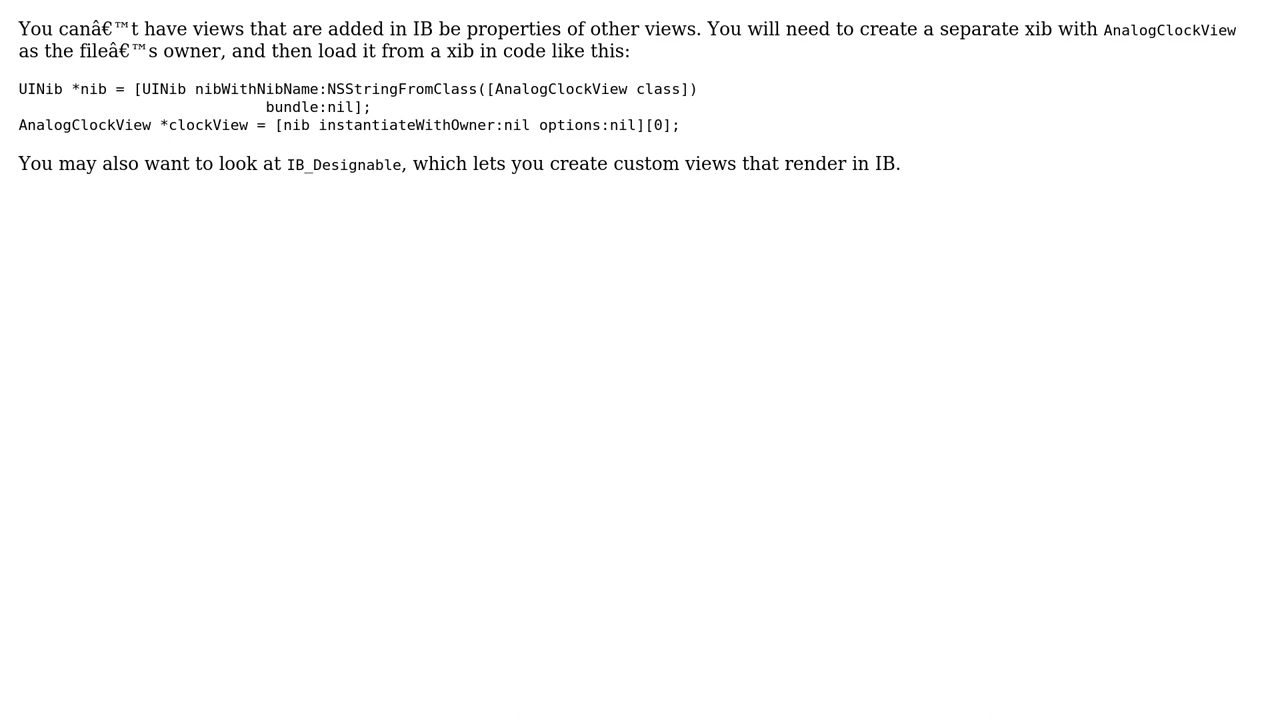 You canâ€™t have views that are added in IB be properties of other views. You will need to create a separate xib with AnalogClockView
as the fileâ€™s owner, and then load it from a xib in code like this:
UINib *nib = [UINib nibWithNibName:NSStringFromClass([AnalogClockView class])
                            bundle:nil];
AnalogClockView *clockView = [nib instantiateWithOwner:nil options:nil][0];
You may also want to look at IB_Designable, which lets you create custom views that render in IB.